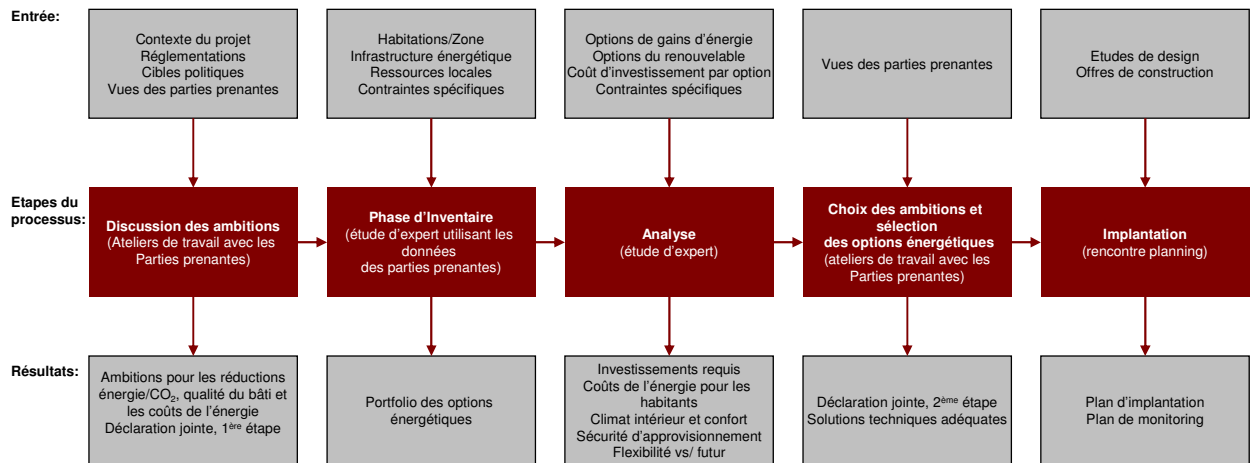 Entrée:
Contexte du projet
Réglementations
Cibles politiques
Vues des parties prenantes
Habitations/Zone
Infrastructure énergétique
Ressources locales
Contraintes spécifiques
Options de gains d'énergie
Options du renouvelable
Coût d'investissement par option
Contraintes spécifiques
Vues des parties prenantes
Etudes de design
Offres de construction
Etapes du
processus:
Discussion des ambitions
(Ateliers de travail avec les
Parties prenantes)
Phase d'Inventaire
(étude d'expert utilisant les
données
des parties prenantes)
Analyse
(étude d'expert)
Choix des ambitions et
sélection
des options énergétiques
(ateliers de travail avec les
Parties prenantes)
Implantation
(rencontre planning)
Résultats:
Ambitions pour les réductions
énergie/CO₂, qualité du bâti et
les coûts de l'énergie
Déclaration jointe, 1ère étape
Portfolio des options
énergétiques
Investissements requis
Coûts de l'énergie pour les
habitants
Climat intérieur et confort
Sécurité d'approvisionnement
Flexibilité vs/ futur
Déclaration jointe, 2ème étape
Solutions techniques adéquates
Plan d'implantation
Plan de monitoring